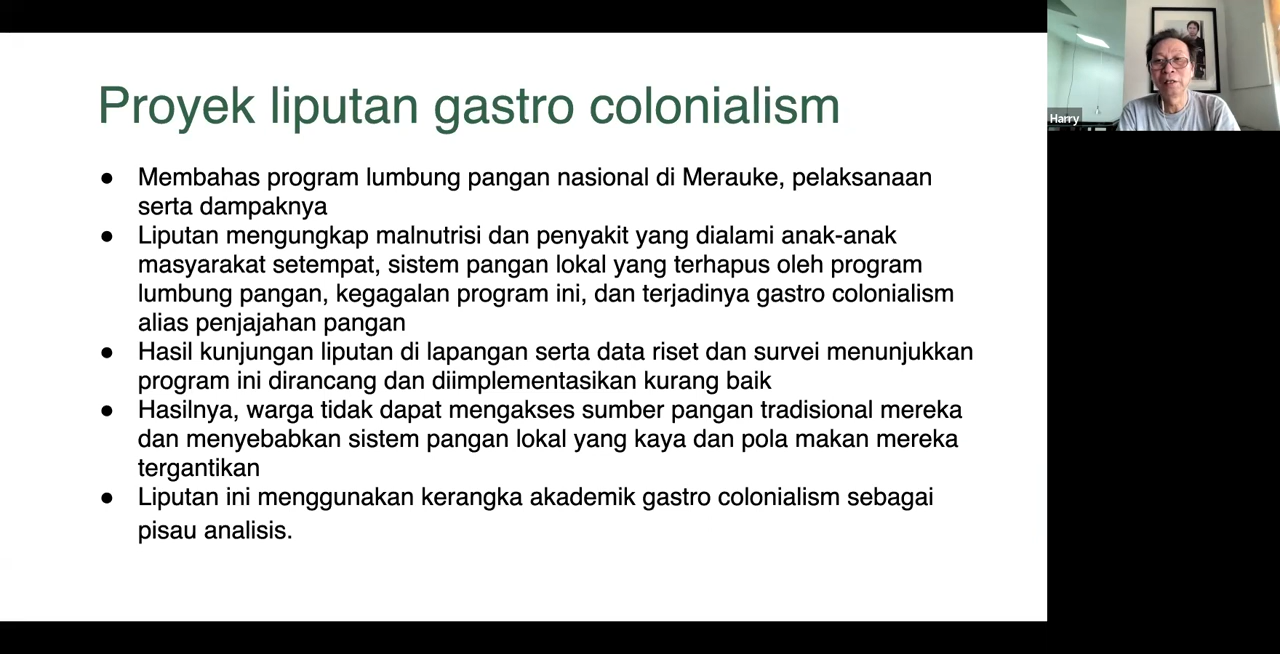 Proyek liputan gastro colonialism
● Membahas program lumbung pangan nasional di Merauke, pelaksanaan
serta dampaknya
● Liputan mengungkap malnutrisi dan penyakit yang dialami anak-anak
masyarakat setempat, sistem pangan lokal yang terhapus oleh program
lumbung pangan, kegagalan program ini, dan terjadinya gastro colonialism
alias penjajahan pangan
● Hasil kunjungan liputan di lapangan serta data riset dan survei menunjukkan
program ini dirancang dan diimplementasikan kurang baik
● Hasilnya, warga tidak dapat mengakses sumber pangan tradisional mereka
dan menyebabkan sistem pangan lokal yang kaya dan pola makan mereka
tergantikan
● Liputan ini menggunakan kerangka akademik gastro colonialism sebagai
pisau analisis.
Harry